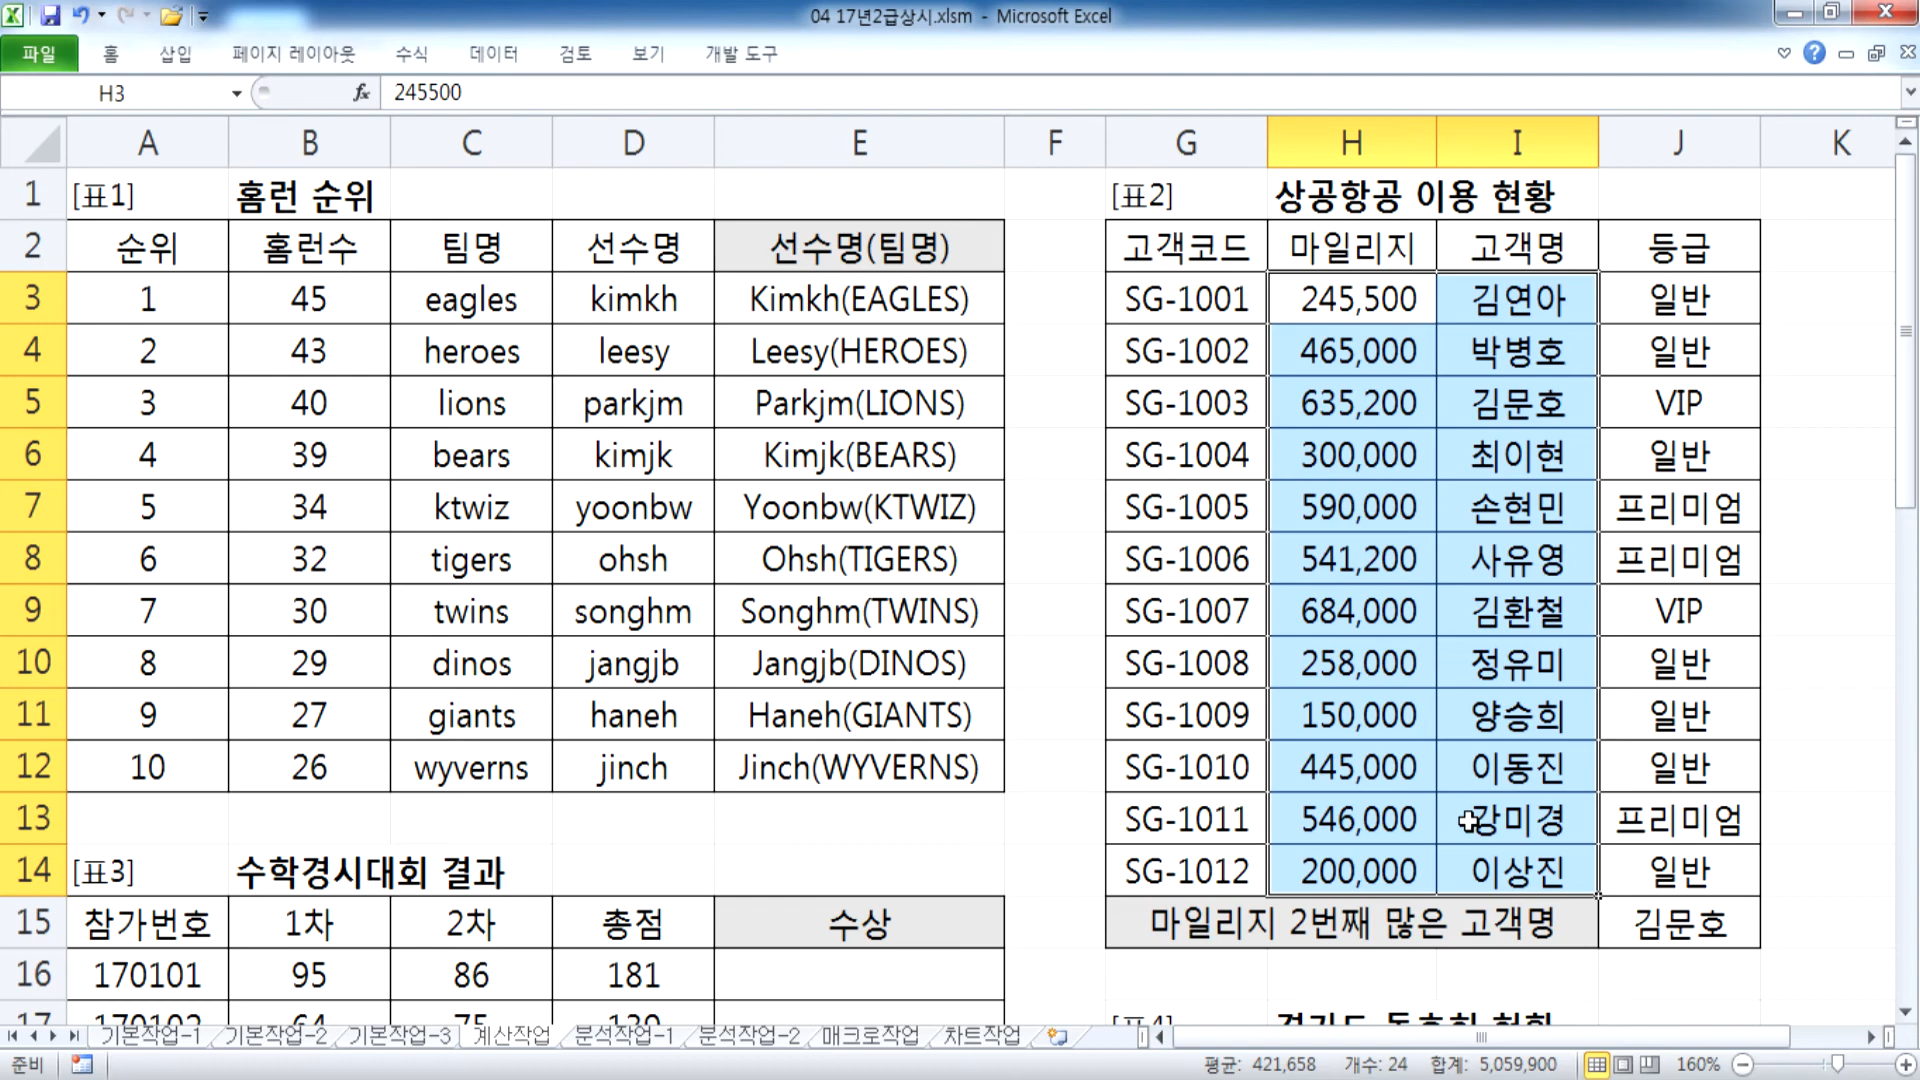 04 17년2급상시.xlsm - Microsoft Excel
파일 홈 삽입 페이지 레이아웃 수식 데이터 검토 보기 개발 도구
H3 fx 245500
A B C D E F G H I J K
1 [표1] 홈런 순위 [표2] 상공항공 이용 현황
2 순위 홈런수 팀명 선수명 선수명(팀명) 고객코드 마일리지 고객명 등급
3 1 45 eagles kimkh Kimkh(EAGLES) SG-1001 245,500 김연아 일반
4 2 43 heroes leesy Leesy(HEROES) SG-1002 465,000 박병호 일반
5 3 40 lions parkjm Parkjm(LIONS) SG-1003 635,200 김문호 VIP
6 4 39 bears kimjk Kimjk(BEARS) SG-1004 300,000 최이현 일반
7 5 34 ktwiz yoonbw Yoonbw(KTWIZ) SG-1005 590,000 손현민 프리미엄
8 6 32 tigers ohsh Ohsh(TIGERS) SG-1006 541,200 사유영 프리미엄
9 7 30 twins songhm Songhm(TWINS) SG-1007 684,000 김환철 VIP
10 8 29 dinos jangjb Jangjb(DINOS) SG-1008 258,000 정유미 일반
11 9 27 giants haneh Haneh(GIANTS) SG-1009 150,000 양승희 일반
12 10 26 wyverns jinch Jinch(WYVERNS) SG-1010 445,000 이동진 일반
13 SG-1011 546,000 강미경 프리미엄
14 [표3] 수학경시대회 결과 SG-1012 200,000 이상진 일반
15 참가번호 1차 2차 총점 수상 마일리지 2번째 많은 고객명 김문호
16 170101 95 86 181
17 170102 64 75 139
기본작업-1 기본작업-2 기본작업-3 계산작업 분석작업-1 분석작업-2 매크로작업 차트작업
준비 평균: 421,658 개수: 24 합계: 5,059,900 160%